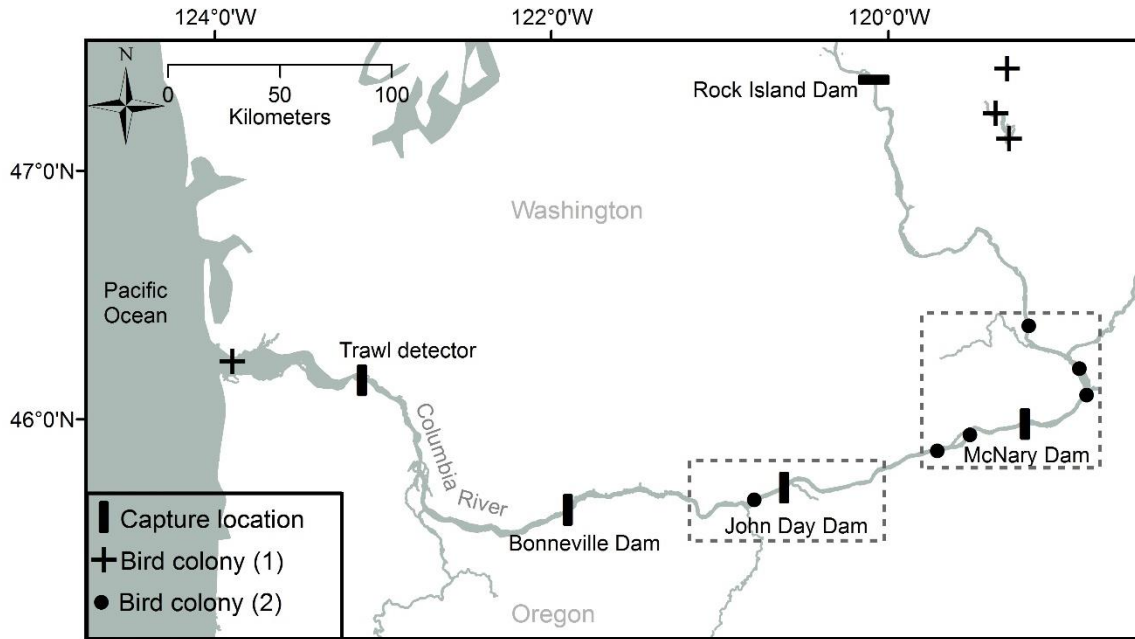 124°0'W
122°0'W
120°0'W
N
0
50
100
Kilometers
Rock Island Dam
47°0'N
Washington
Pacific
Ocean
Trawl detector
46°0'N
Columbia
River
McNary Dam
John Day Dam
Bonneville Dam
Capture location
Bird colony (1)
Bird colony (2)
Oregon